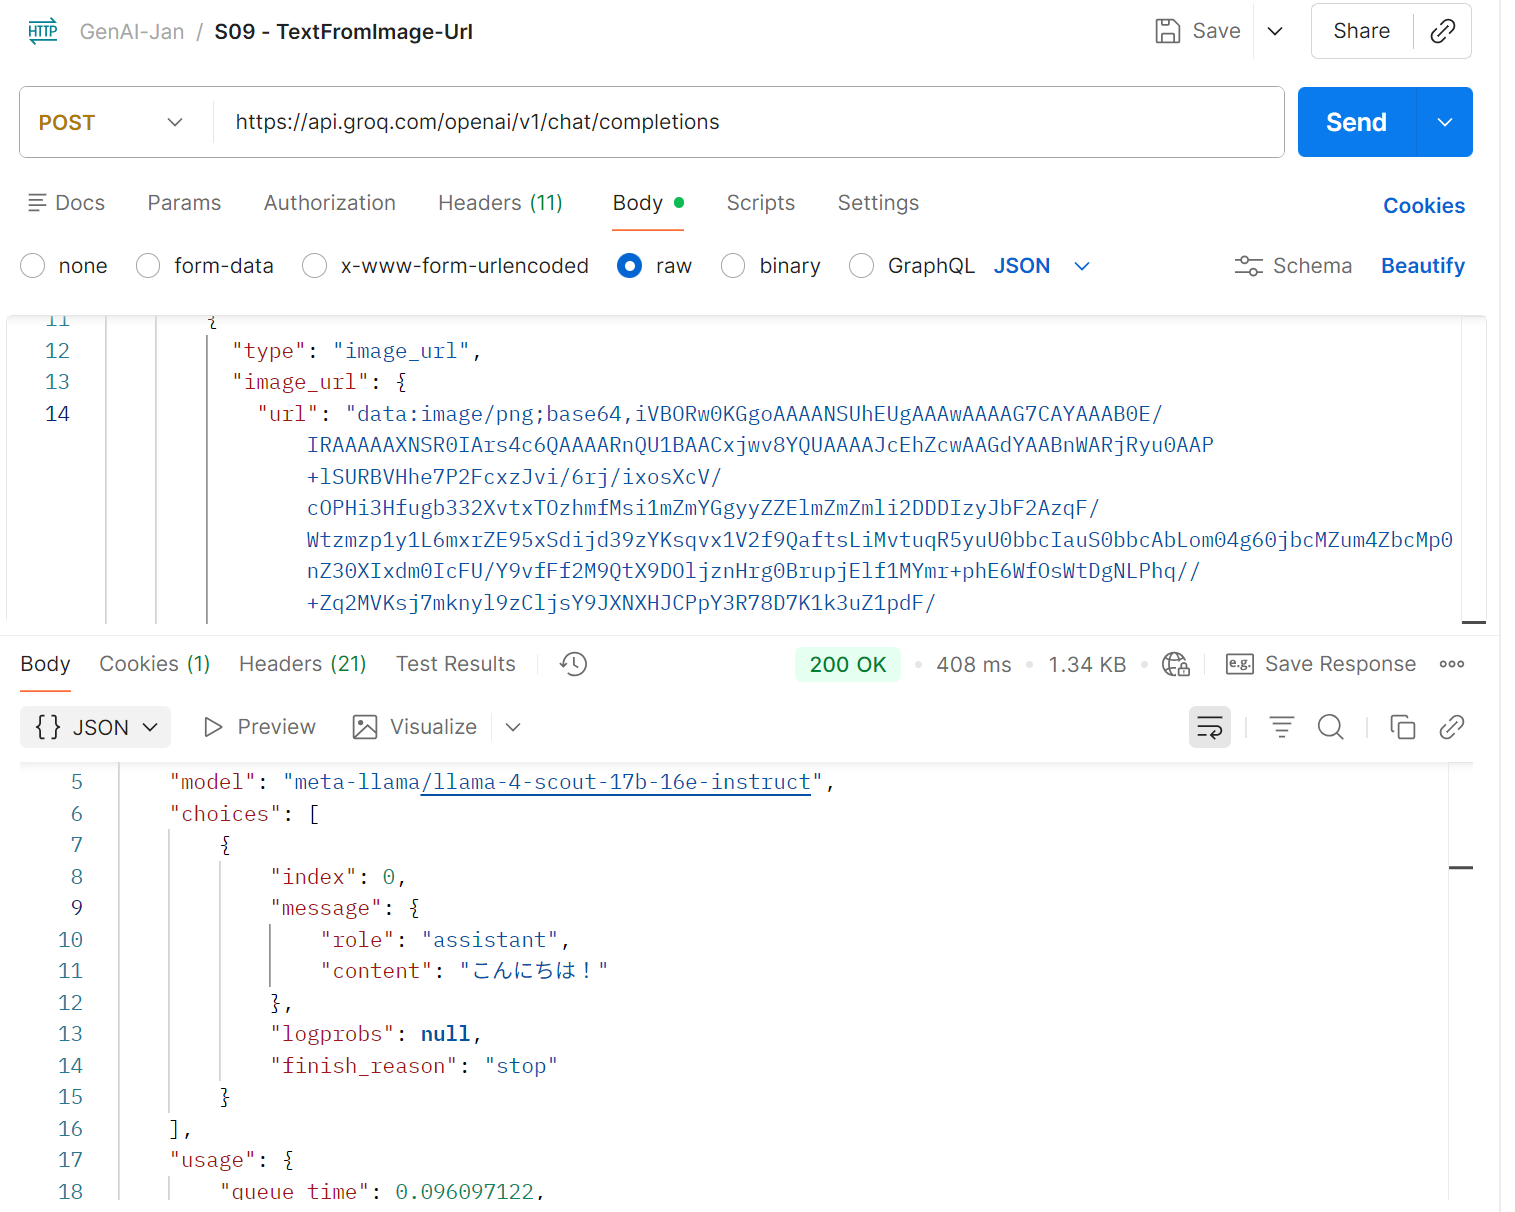 HTTP GenAI-Jan / S09 - TextFromImage-Url Save Share
POST https://api.groq.com/openai/v1/chat/completions Send
Docs Params Authorization Headers (11) Body Scripts Settings Cookies
none form-data x-www-form-urlencoded raw binary GraphQL JSON Schema Beautify
11 {
12 "type": "image_url",
13 "image_url": {
14 "url": "data:image/png;base64,iVBORw0KGgoAAAANSUhEUgAAAwAAAAG7CAYAAAB0E/
IRAAAAAXNSR0IArs4c6QAAAARnQU1BAACxjwv8YQUAAAAJcEhZcwAAGdYAABnWARjRyu0AAP
+lSURBVHhe7P2FcxzJvi/6rj/ixosXcV/
cOPHi3Hfugb332XvtxTOzhmfMsi1mZmYGgyyZZElmZmZmli2DDDIzyJbF2AzqF/
Wtzmzp1y1L6mxrZE95xSdijd39zYKsqvx1V2f9QaftsLiMvtuqR5yuU0bbcIauS0bbcAbLom04g60jbcMZum4ZbcMp0
nZ30XIxdm0IcFU/Y9vfFf2M9QtX9DOljznHrg0BrupjElf1MYmr+phE6WfOsWtDgNLPhq//
+Zq2MVKsj7mknyl9zCljsY9JXNXHJCPpY3R78D7K1k3uZ1pdF/
Body Cookies (1) Headers (21) Test Results 200 OK 408 ms 1.34 KB e.g. Save Response
{} JSON Preview Visualize
5 "model": "meta-llama/llama-4-scout-17b-16e-instruct",
6 "choices": [
7 {
8 "index": 0,
9 "message": {
10 "role": "assistant",
11 "content": "こんにちは！"
12 },
13 "logprobs": null,
14 "finish_reason": "stop"
15 }
16 ],
17 "usage": {
18 "queue_time": 0.096097122,